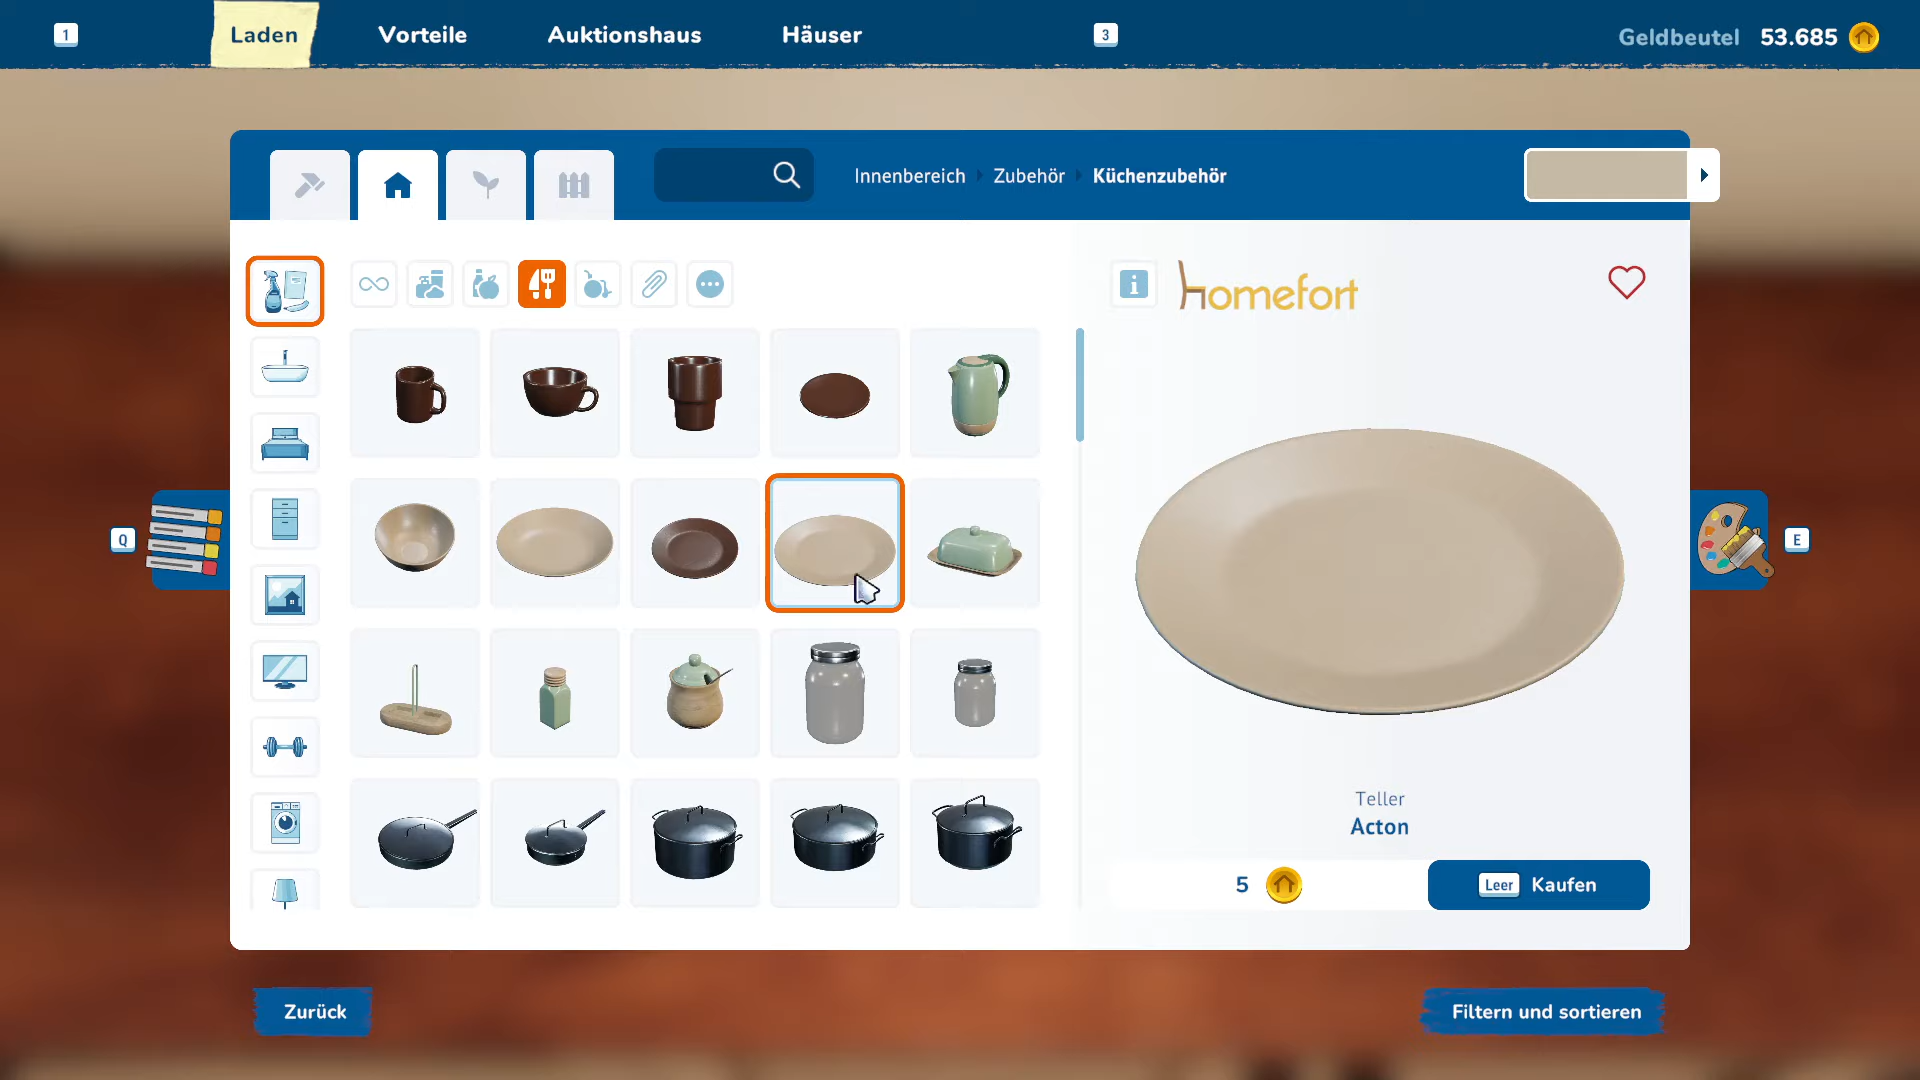 1
Laden
Vorteile
Auktionshaus
Häuser
3
Geldbeutel 53.685
Innenbereich Zubehör Küchenzubehör
i
homefort
Q
E
Teller
Acton
5
Leer Kaufen
Zurück
Filtern und sortieren